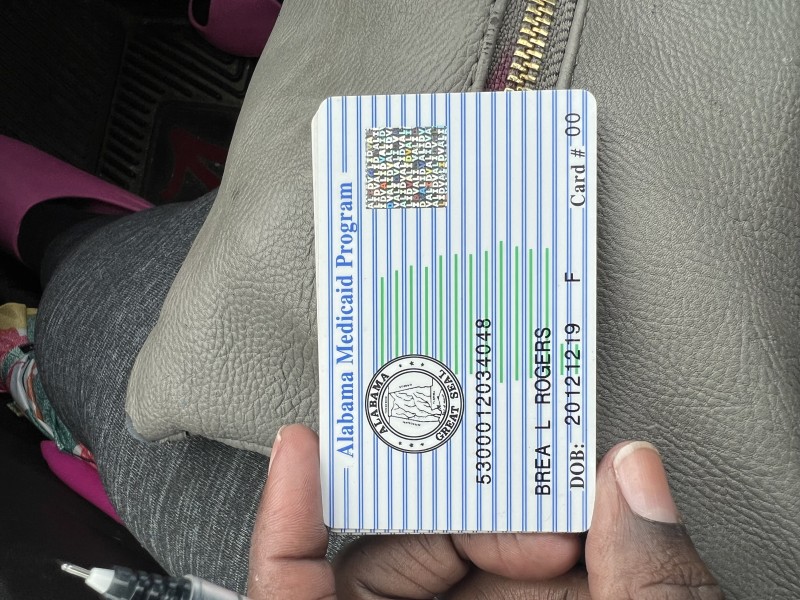 Alabama Medicaid Program
ALABAMA
GREAT SEAL
5300012034048
BREA L ROGERS
DOB: 20121219 F Card # 00